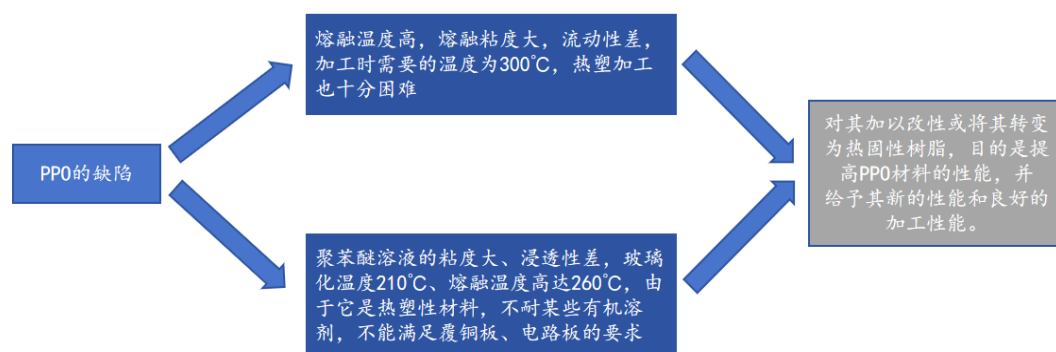 PPO的缺陷
熔融温度高，熔融粘度大，流动性差，
加工时需要的温度为300℃，热塑加工
也十分困难
聚苯醚溶液的粘度大、浸透性差，玻璃
化温度210℃、熔融温度高达260℃，由
于它是热塑性材料，不耐某些有机溶
剂，不能满足覆铜板、电路板的要求
对其加以改性或将其转变
为热固性树脂，目的是提
高PPO材料的性能，并
给予其新的性能和良好的
加工性能。